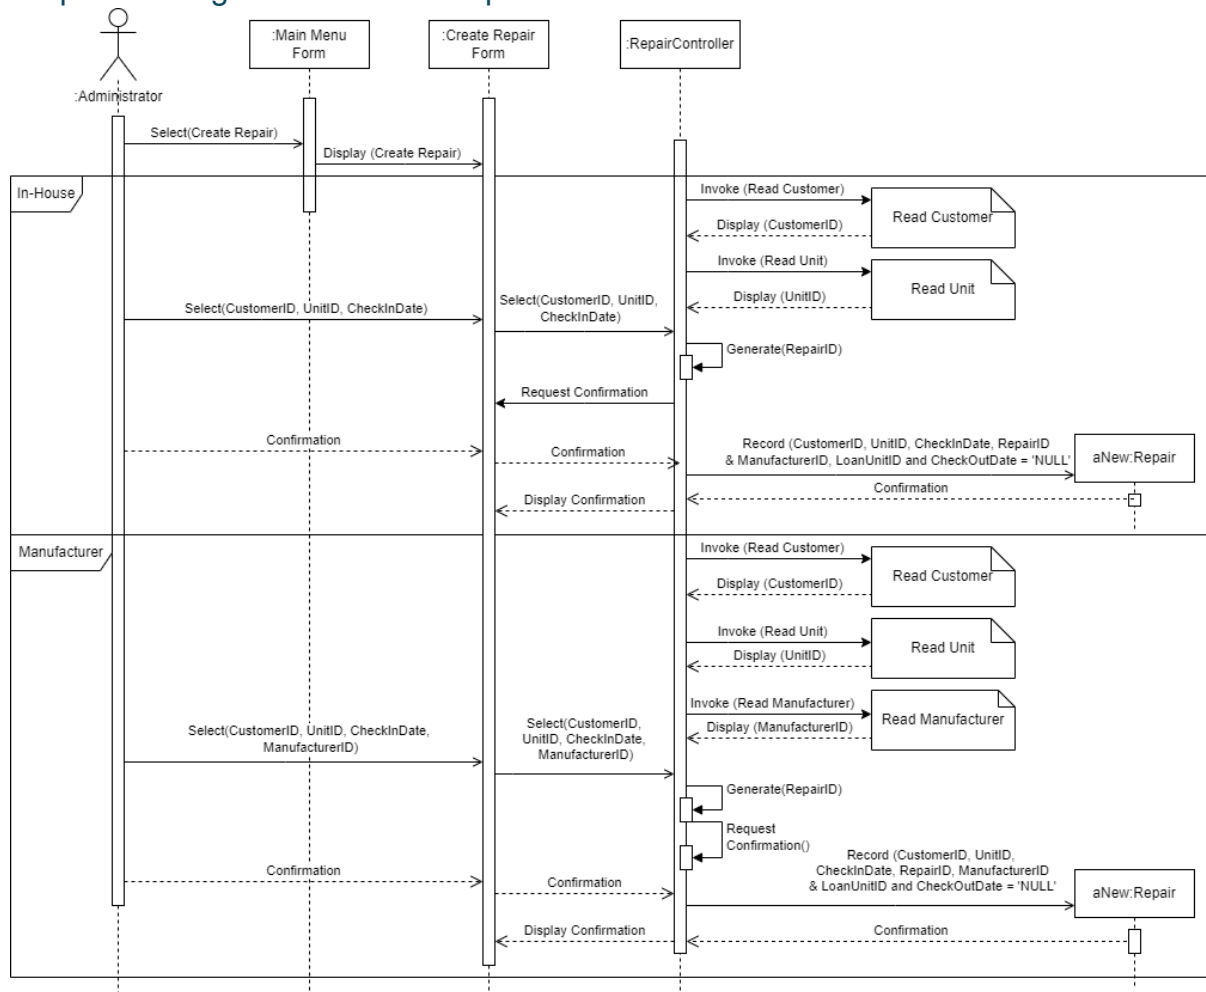 :Main Menu
Form
:Create Repair
Form
:RepairController
:Administrator
Select(Create Repair)
Display (Create Repair)
In-House
Invoke (Read Customer)
Read Customer
Display (CustomerID)
Invoke (Read Unit)
Read Unit
Display (UnitID)
Select(CustomerID, UnitID, CheckInDate)
Select(CustomerID, UnitID,
CheckInDate)
Generate(RepairID)
Request Confirmation
Confirmation
Confirmation
Record (CustomerID, UnitID, CheckInDate, RepairID
& ManufacturerID, LoanUnitID and CheckOutDate = 'NULL'
aNew:Repair
Confirmation
Display Confirmation
Manufacturer
Invoke (Read Customer)
Read Customer
Display (CustomerID)
Invoke (Read Unit)
Read Unit
Display (UnitID)
Invoke (Read Manufacturer)
Read Manufacturer
Display (ManufacturerID)
Select(CustomerID, UnitID, CheckInDate,
ManufacturerID)
Select(CustomerID,
UnitID, CheckInDate,
ManufacturerID)
Generate(RepairID)
Request
Confirmation()
Confirmation
Confirmation
Record (CustomerID, UnitID,
CheckInDate, RepairID, ManufacturerID
& LoanUnitID and CheckOutDate = 'NULL'
aNew:Repair
Display Confirmation
Confirmation